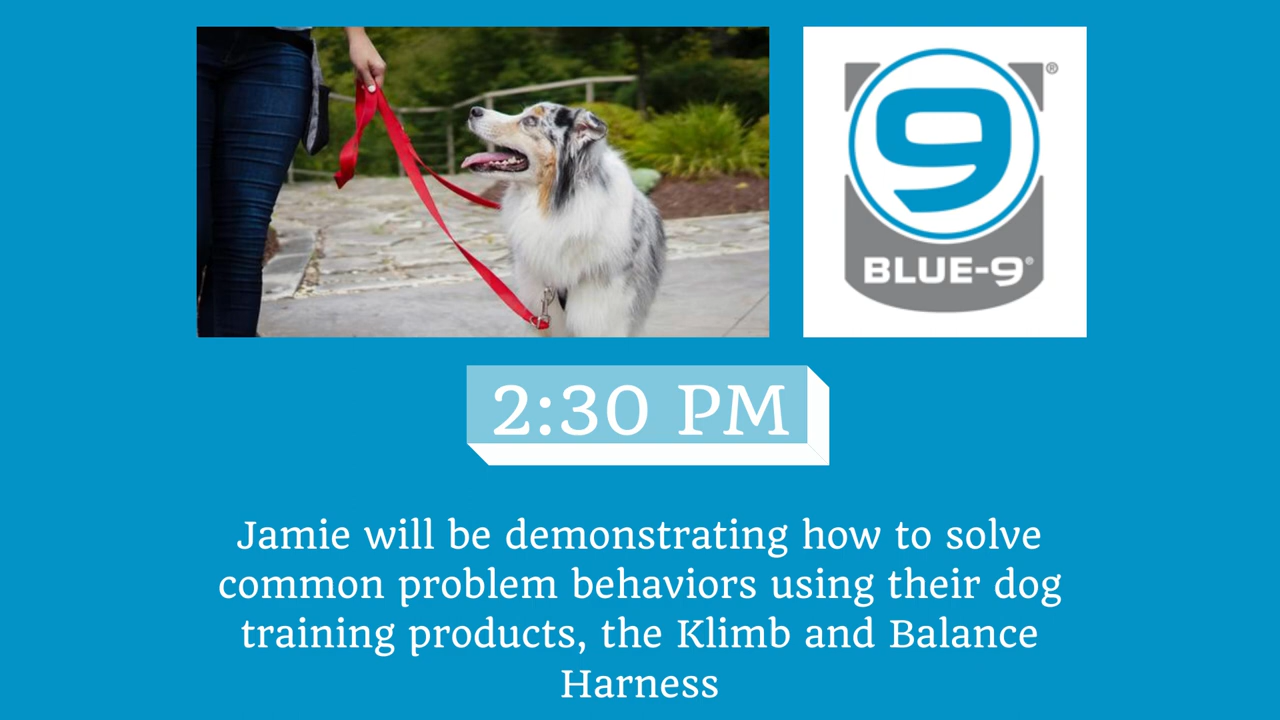 9
®
BLUE-9®
2:30 PM
Jamie will be demonstrating how to solve
common problem behaviors using their dog
training products, the Klimb and Balance
Harness